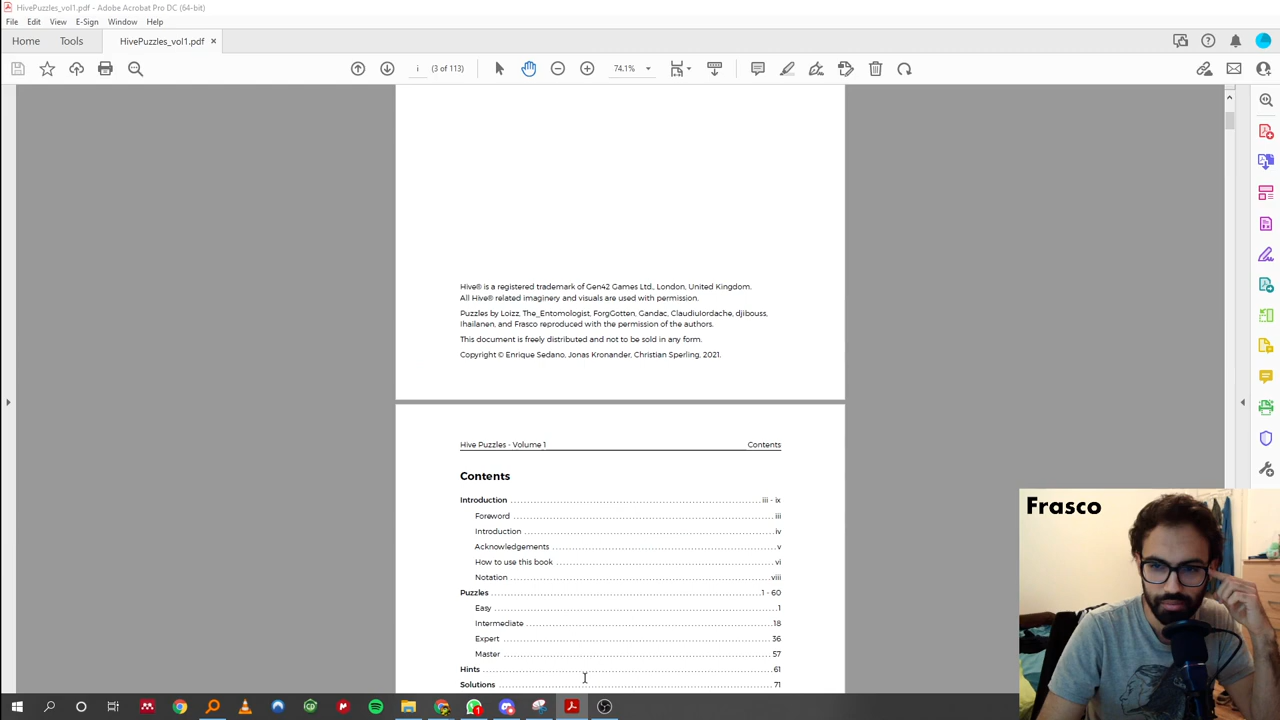 HivePuzzles_vol1.pdf - Adobe Acrobat Pro DC (64-bit)
File Edit View E-Sign Window Help
Home Tools HivePuzzles_vol1.pdf ×
i (3 of 113) 74.1%
Hive® is a registered trademark of Gen42 Games Ltd., London, United Kingdom.
All Hive® related imaginery and visuals are used with permission.
Puzzles by Loizz, The_Entomologist, ForgGotten, Gandac, ClaudiuIordache, djibouss,
lhailanen, and Frasco reproduced with the permission of the authors.
This document is freely distributed and not to be sold in any form.
Copyright © Enrique Sedano, Jonas Kronander, Christian Sperling, 2021.
Hive Puzzles - Volume 1 Contents
Contents
Introduction iii - ix
Foreword iii
Introduction iv
Acknowledgements v
How to use this book vi
Notation viii
Puzzles 1 - 60
Easy 1
Intermediate 18
Expert 36
Master 57
Hints 61
Solutions 71
Frasco